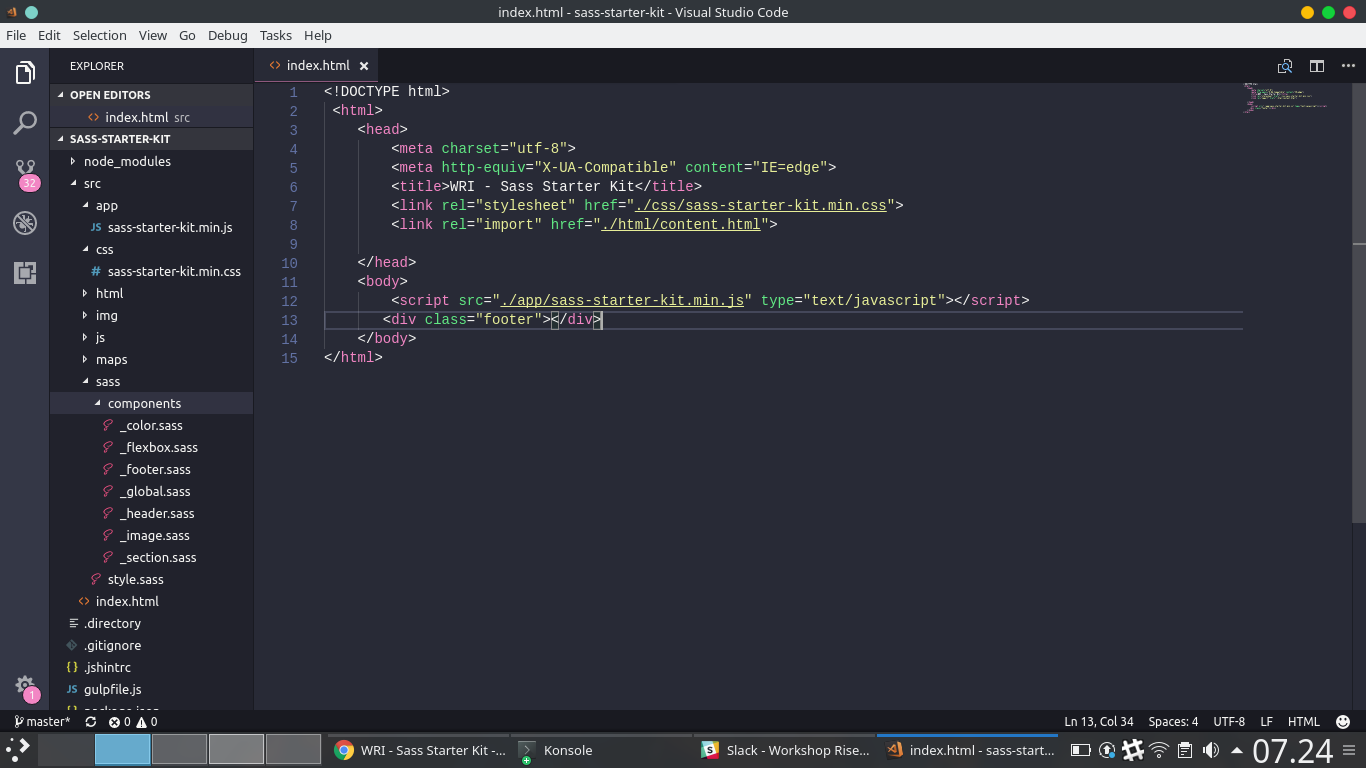 index.html - sass-starter-kit - Visual Studio Code
File Edit Selection View Go Debug Tasks Help
EXPLORER
OPEN EDITORS
index.html src
SASS-STARTER-KIT
node_modules
src
app
JS sass-starter-kit.min.js
css
# sass-starter-kit.min.css
html
img
js
maps
sass
components
_color.sass
_flexbox.sass
_footer.sass
_global.sass
_header.sass
_image.sass
_section.sass
style.sass
<> index.html
.directory
.gitignore
{ } .jshintrc
JS gulpfile.js
32
1
<> index.html ×
1 <!DOCTYPE html>
2 <html>
3 <head>
4 <meta charset="utf-8">
5 <meta http-equiv="X-UA-Compatible" content="IE=edge">
6 <title>WRI - Sass Starter Kit</title>
7 <link rel="stylesheet" href="./css/sass-starter-kit.min.css">
8 <link rel="import" href="./html/content.html">
9
10 </head>
11 <body>
12 <script src="./app/sass-starter-kit.min.js" type="text/javascript"></script>
13 <div class="footer"></div>
14 </body>
15 </html>
master* 0 0 Ln 13, Col 34 Spaces: 4 UTF-8 LF HTML
WRI - Sass Starter Kit -... Konsole Slack - Workshop Rise... index.html - sass-start... 07.24